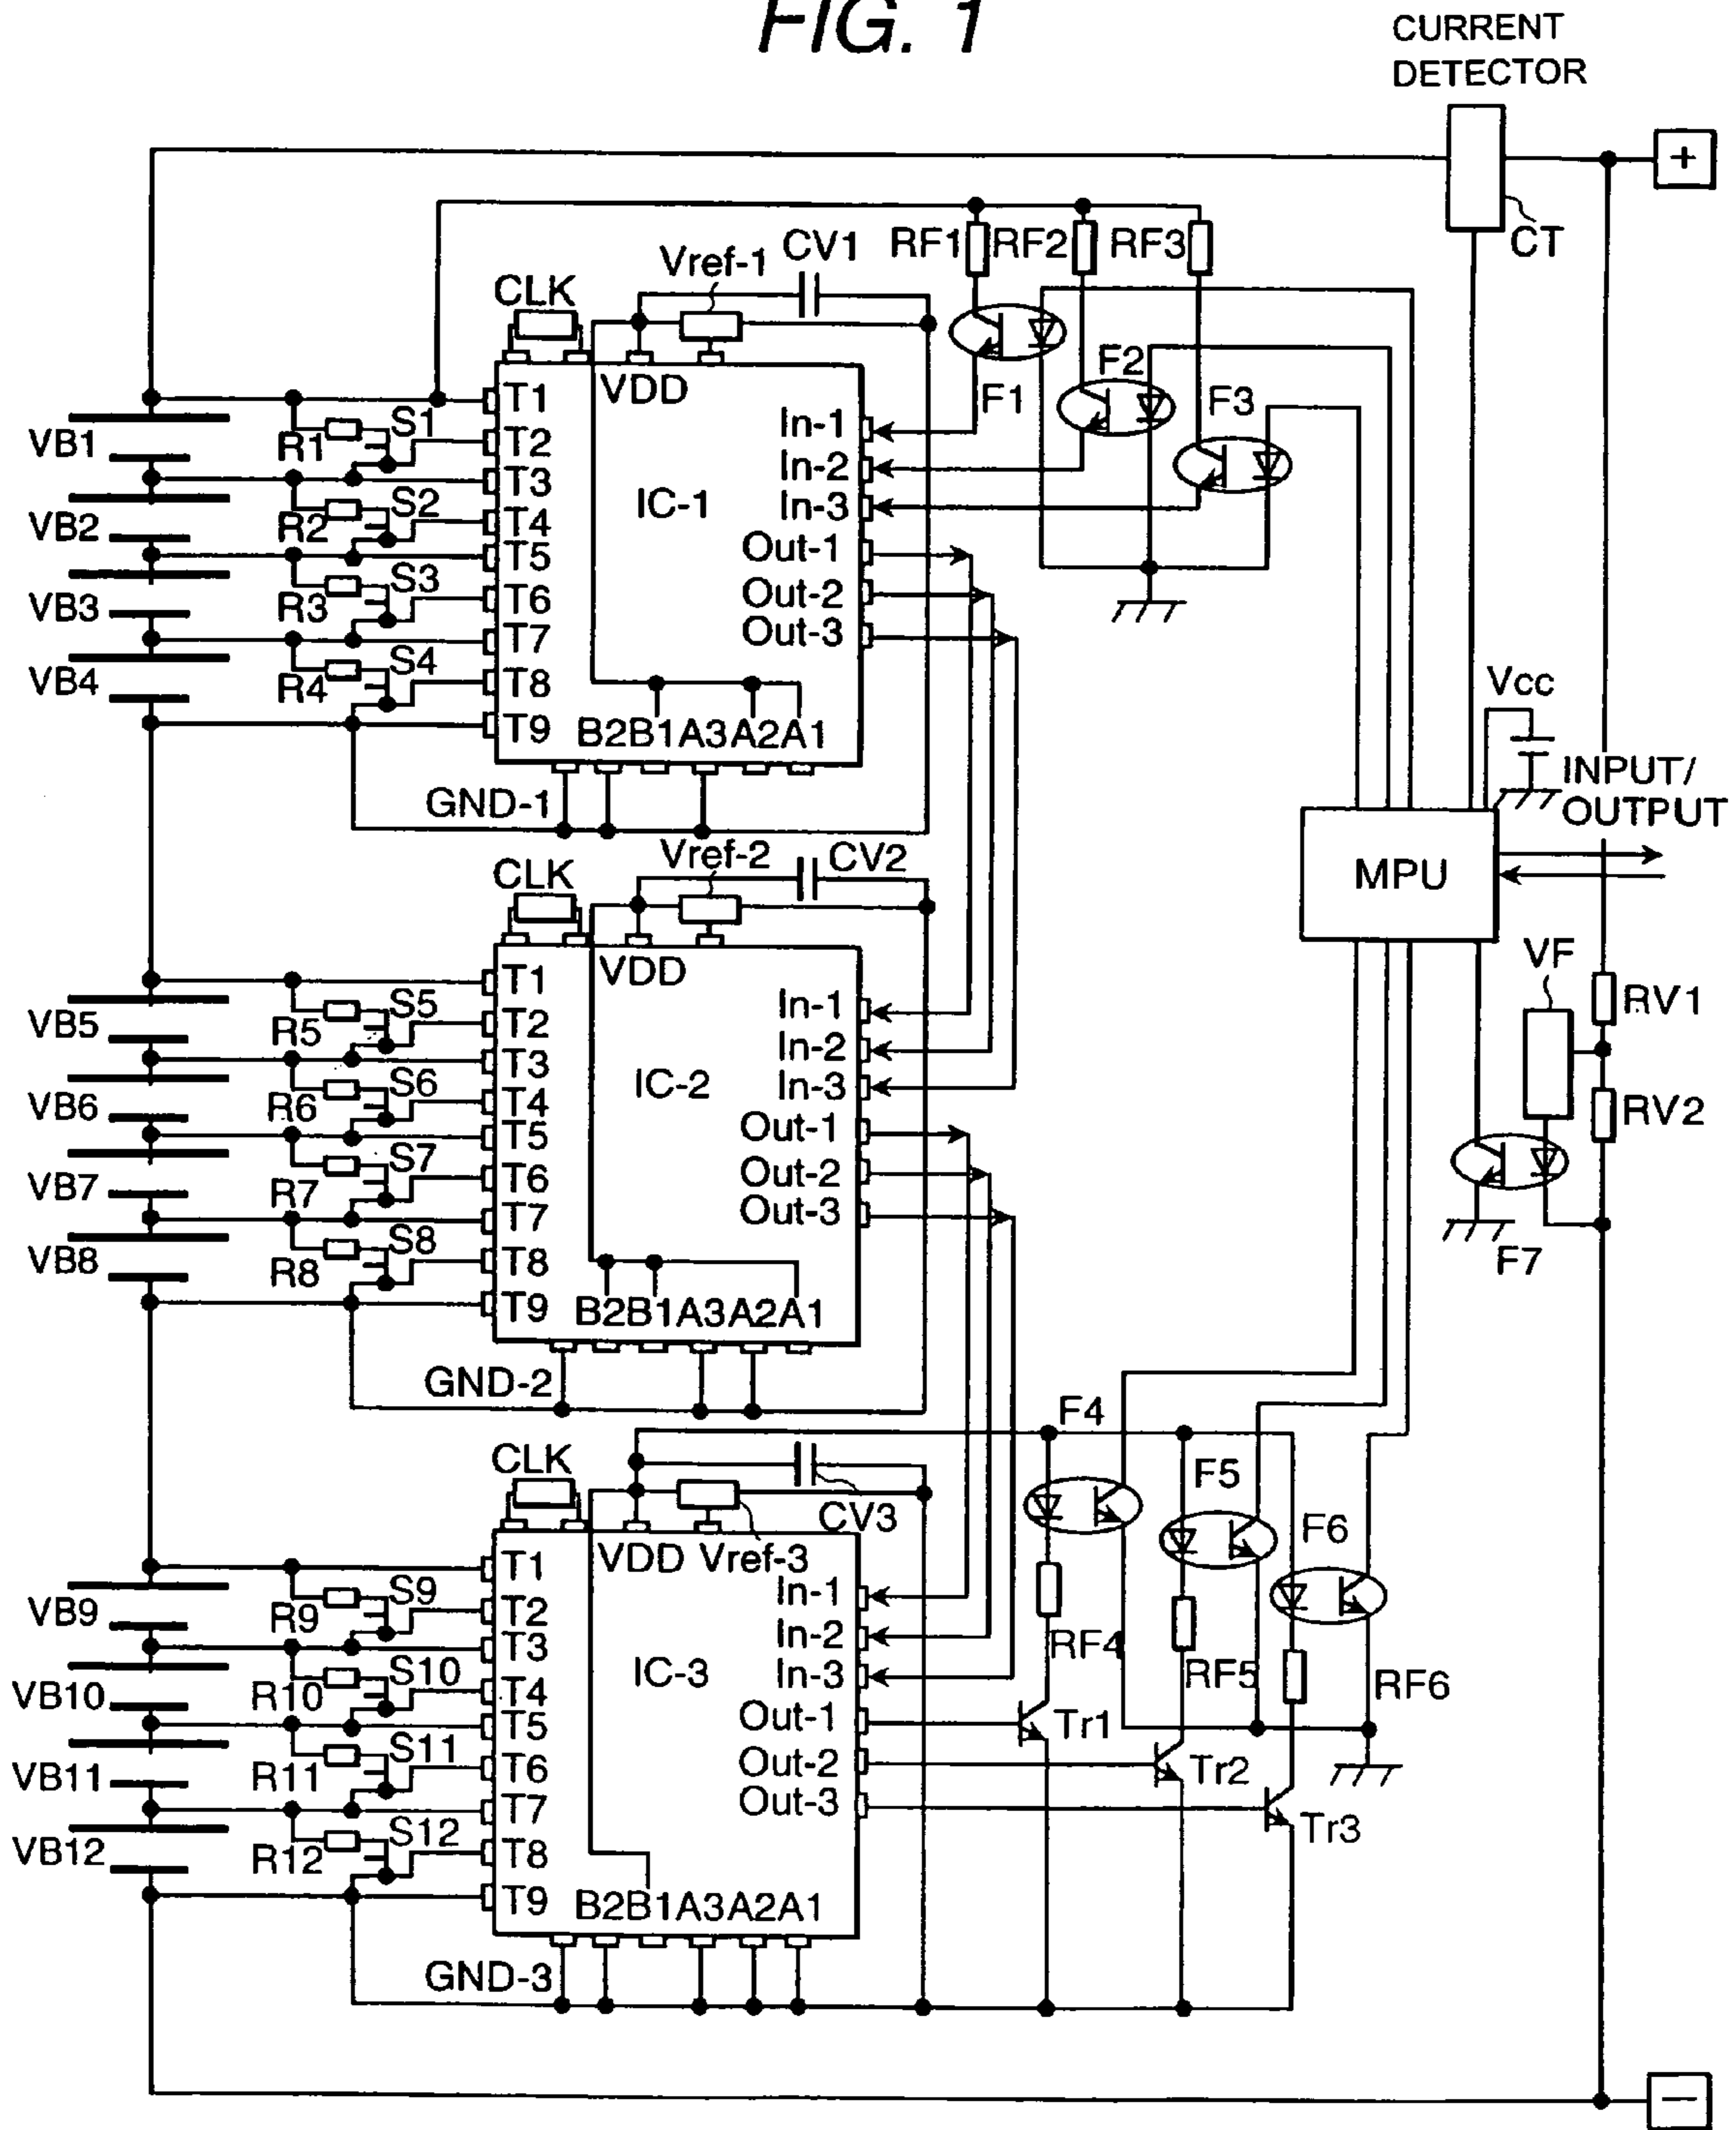 FIG. 1
CURRENT
DETECTOR
+
CT
RF1
RF2
RF3
CV1
Vref-1
CLK
VDD
F1
F2
F3
T1
T2
T3
T4
T5
T6
T7
T8
T9
In-1
In-2
In-3
Out-1
Out-2
Out-3
IC-1
B2B1A3A2A1
VB1
VB2
VB3
VB4
R1
R2
R3
R4
S1
S2
S3
S4
GND-1
Vcc
INPUT/
OUTPUT
MPU
VF
RV1
RV2
F7
Vref-2
CV2
CLK
VDD
T1
T2
T3
T4
T5
T6
T7
T8
T9
In-1
In-2
In-3
Out-1
Out-2
Out-3
IC-2
B2B1A3A2A1
VB5
VB6
VB7
VB8
R5
R6
R7
R8
S5
S6
S7
S8
GND-2
CLK
CV3
VDD
Vref-3
F4
F5
F6
T1
T2
T3
T4
T5
T6
T7
T8
T9
In-1
In-2
In-3
Out-1
Out-2
Out-3
IC-3
B2B1A3A2A1
VB9
VB10
VB11
VB12
R9
R10
R11
R12
S9
S10
S11
S12
RF4
RF5
RF6
Tr1
Tr2
Tr3
GND-3
−